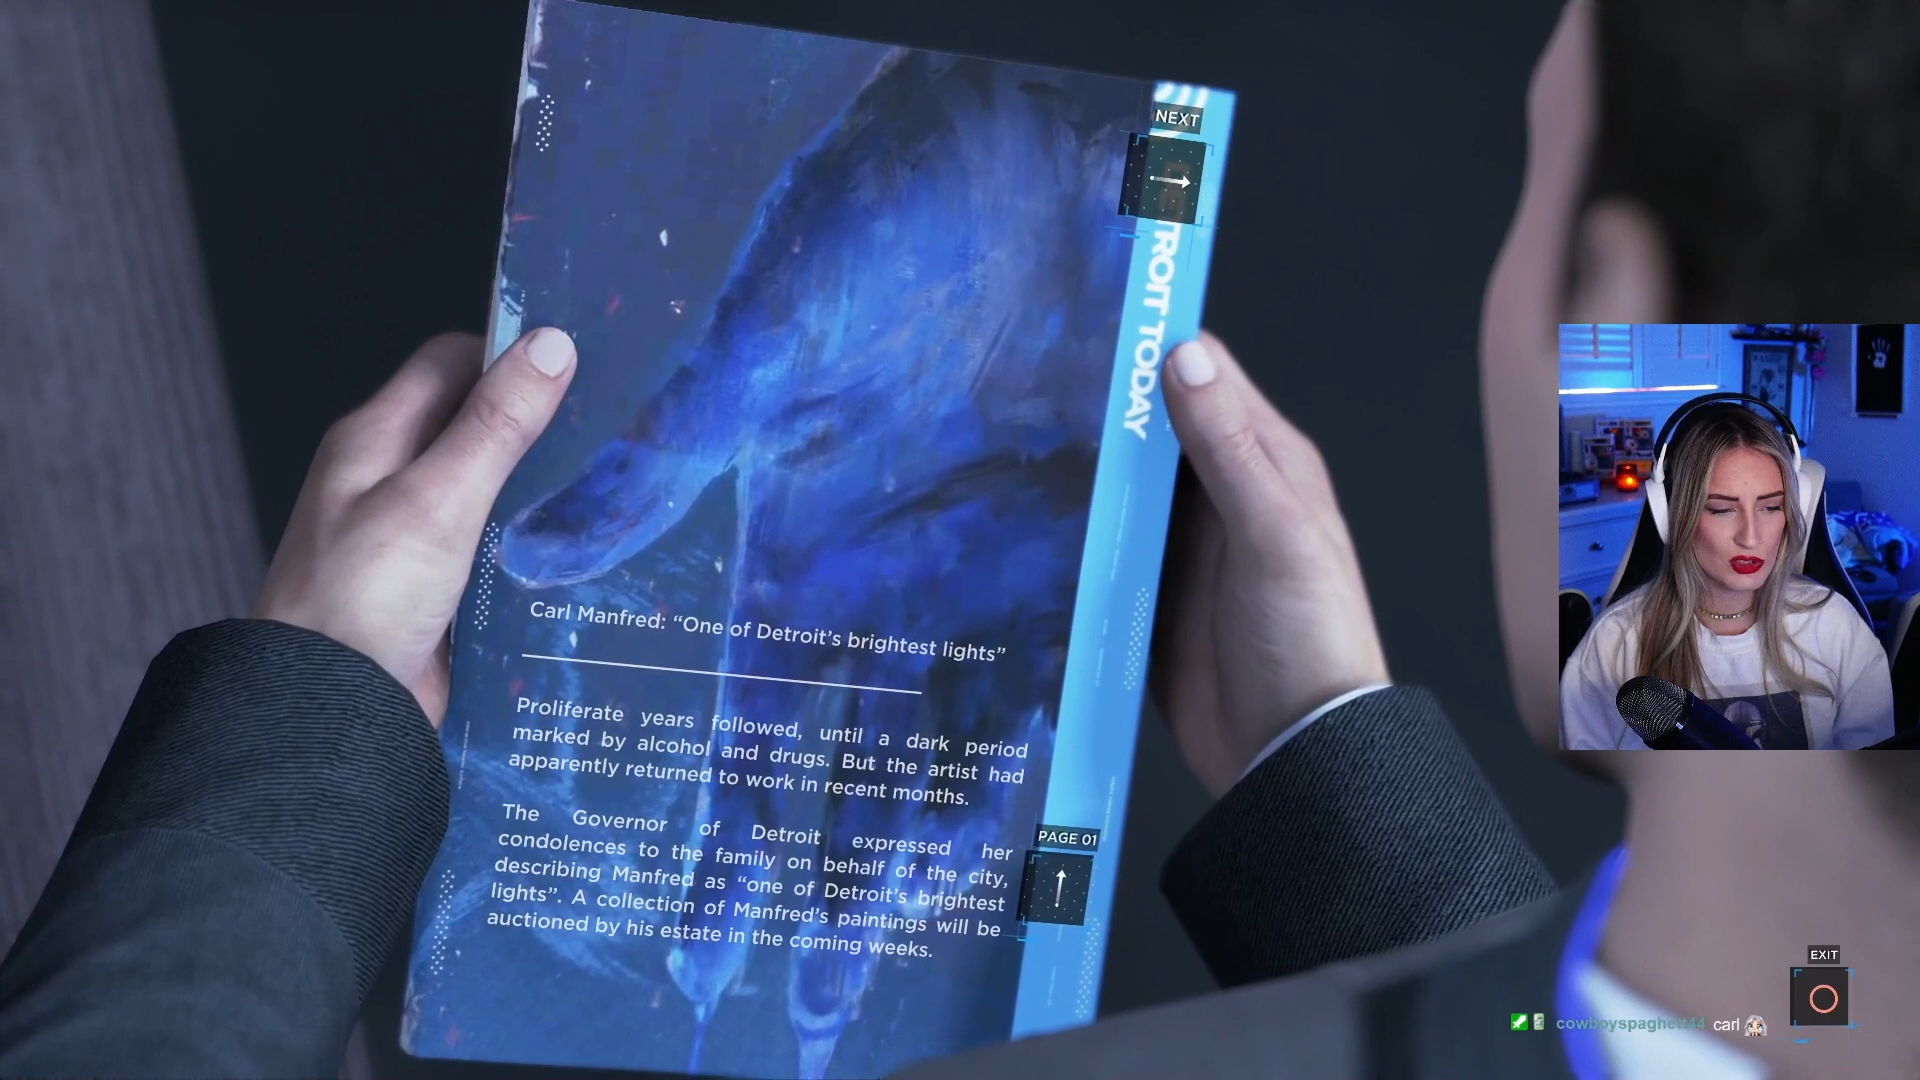 NEXT
TROIT TODAY
Carl Manfred: “One of Detroit’s brightest lights”
Proliferate years followed, until a dark period
marked by alcohol and drugs. But the artist had
apparently returned to work in recent months.
The Governor of Detroit expressed her
condolences to the family on behalf of the city,
describing Manfred as “one of Detroit’s brightest
lights”. A collection of Manfred’s paintings will be
auctioned by his estate in the coming weeks.
PAGE 01
EXIT
cowboyspaghett44 carl